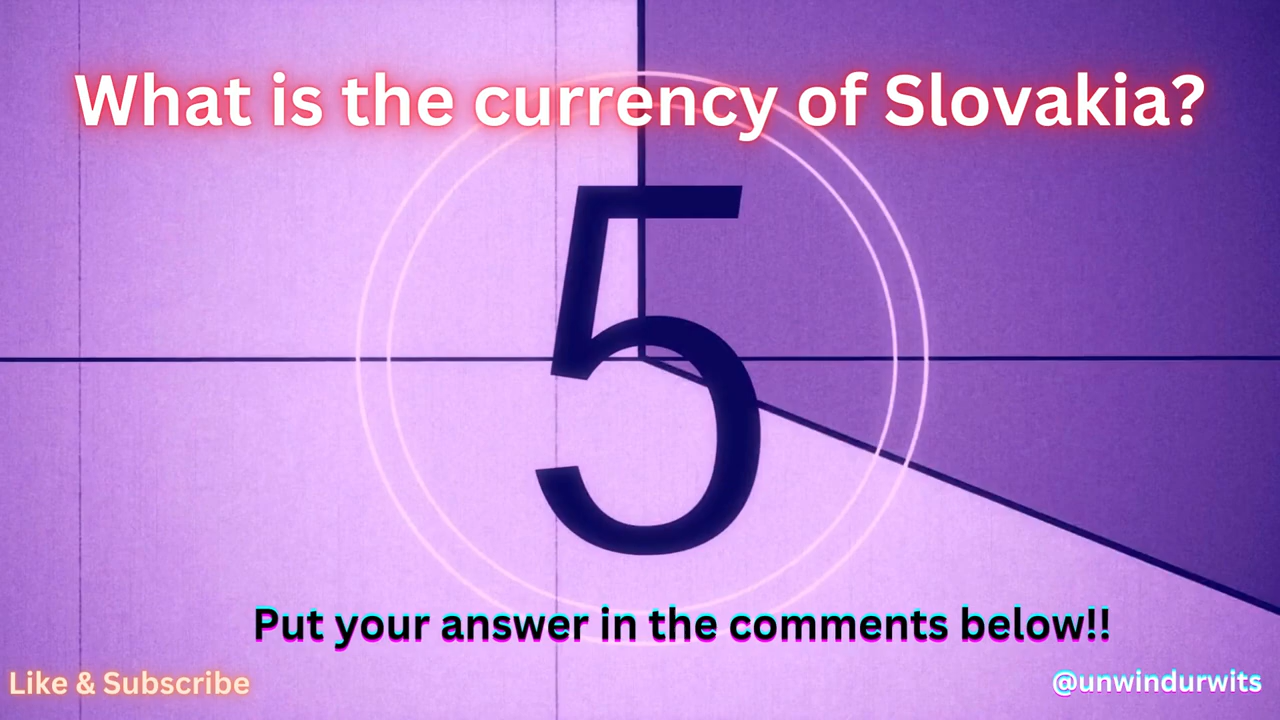 What is the currency of Slovakia?
5
Put your answer in the comments below!!
Like & Subscribe
@unwindurwits